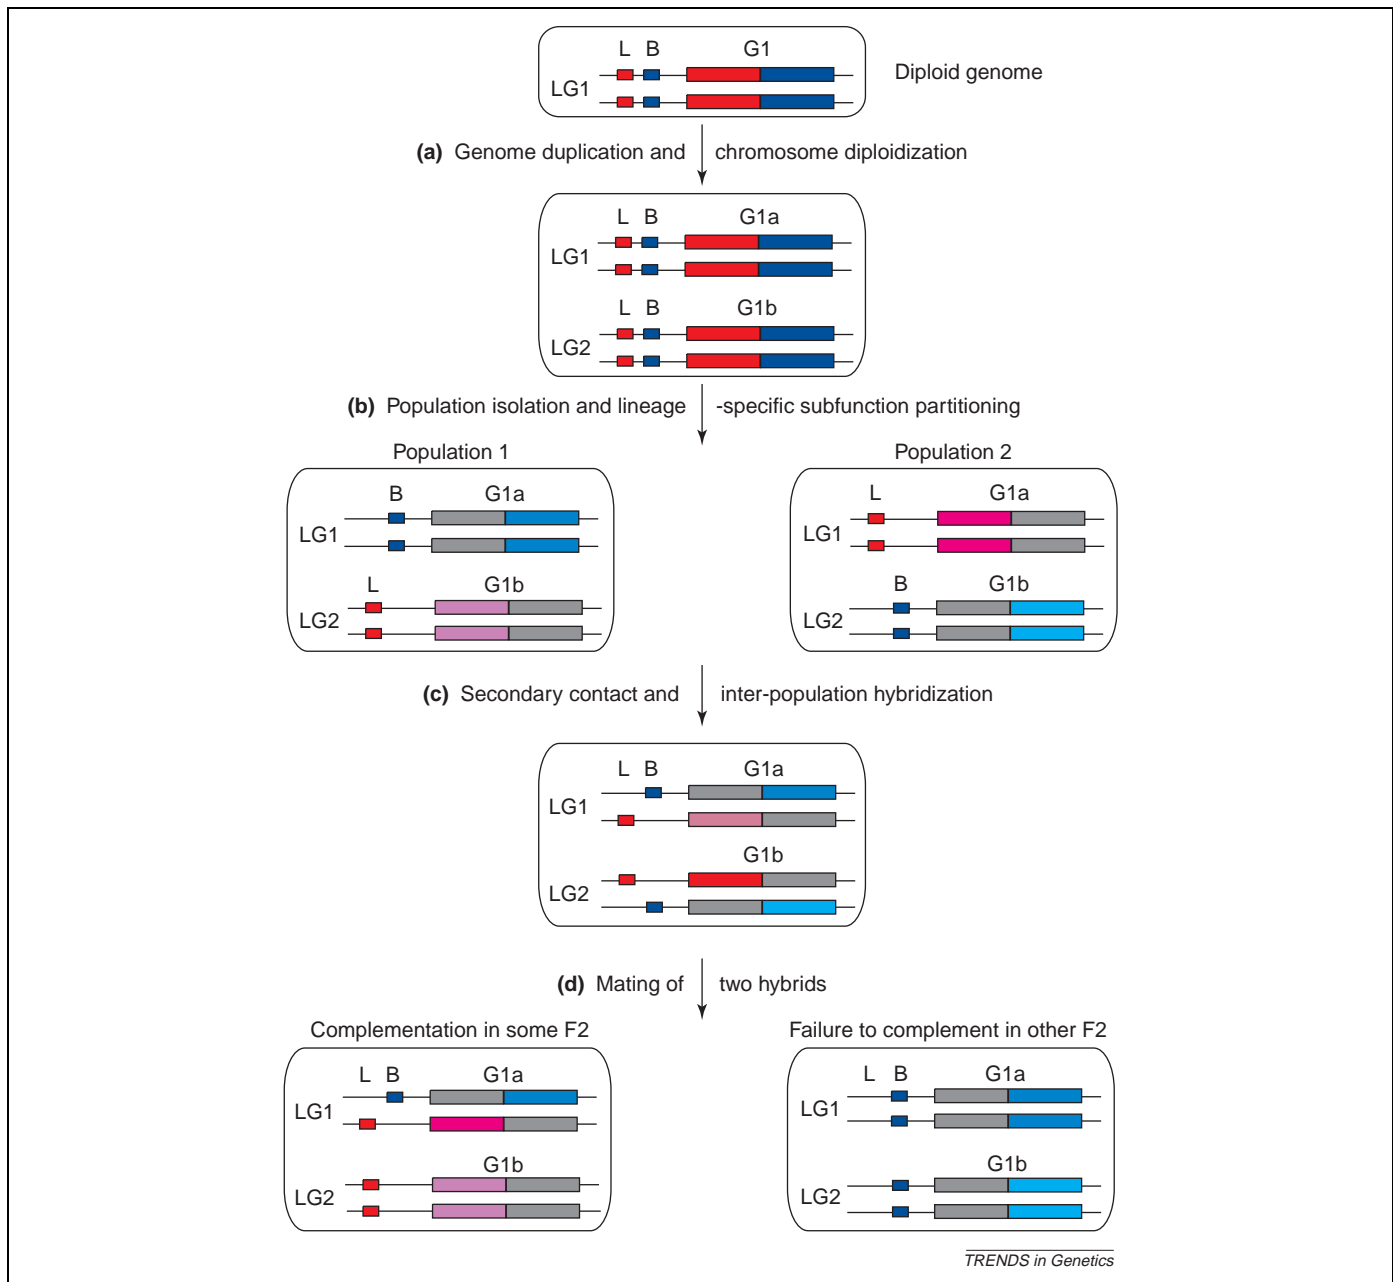 L B G1
LG1
Diploid genome
(a) Genome duplication and chromosome diploidization
L B G1a
LG1
L B G1b
LG2
(b) Population isolation and lineage -specific subfunction partitioning
Population 1
B G1a
LG1
L G1b
LG2
Population 2
L G1a
LG1
B G1b
LG2
(c) Secondary contact and inter-population hybridization
L B G1a
LG1
G1b
LG2
(d) Mating of two hybrids
Complementation in some F2
L B G1a
LG1
G1b
LG2
Failure to complement in other F2
L B G1a
LG1
G1b
LG2
TRENDS in Genetics